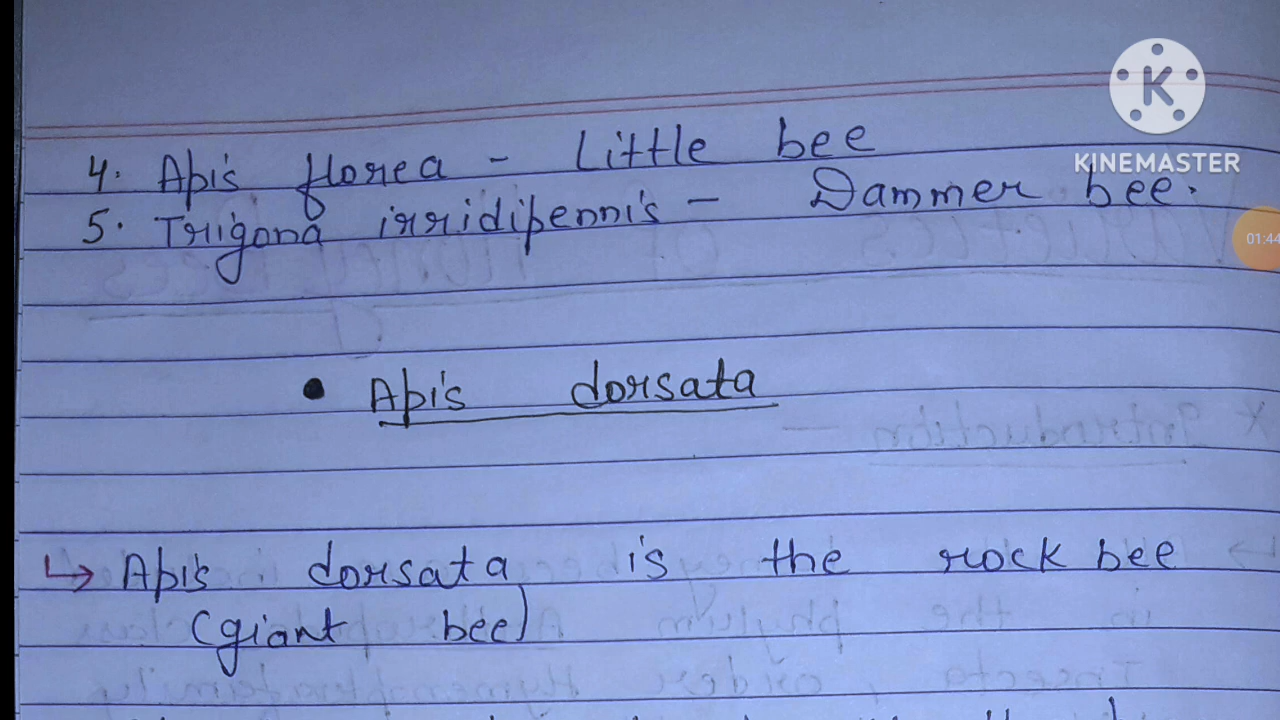 KINEMASTER
4. Apis florea - Little bee
5. Trigona irridipennis - Dammer bee.
01:44
• Apis dorsata
↳ Apis dorsata is the rock bee
(giant bee)